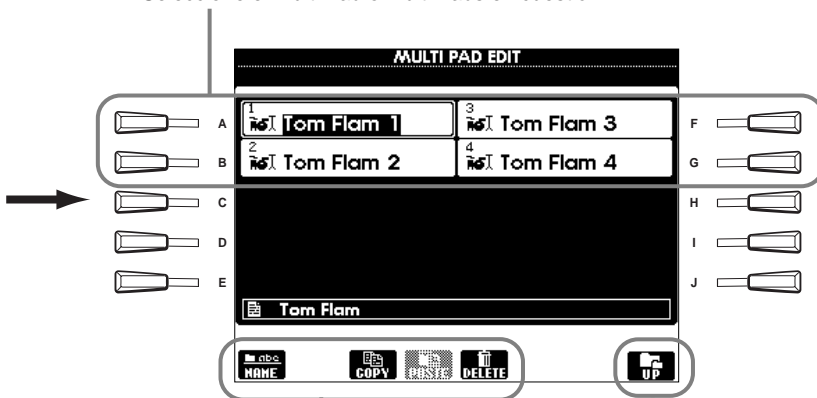 MULTI PAD EDIT
A
1
Tom Flam 1
3
Tom Flam 3
F
B
2
Tom Flam 2
4
Tom Flam 4
G
C
H
D
I
E
J
Tom Flam
abc
NAME
COPY
PASTE
DELETE
UP